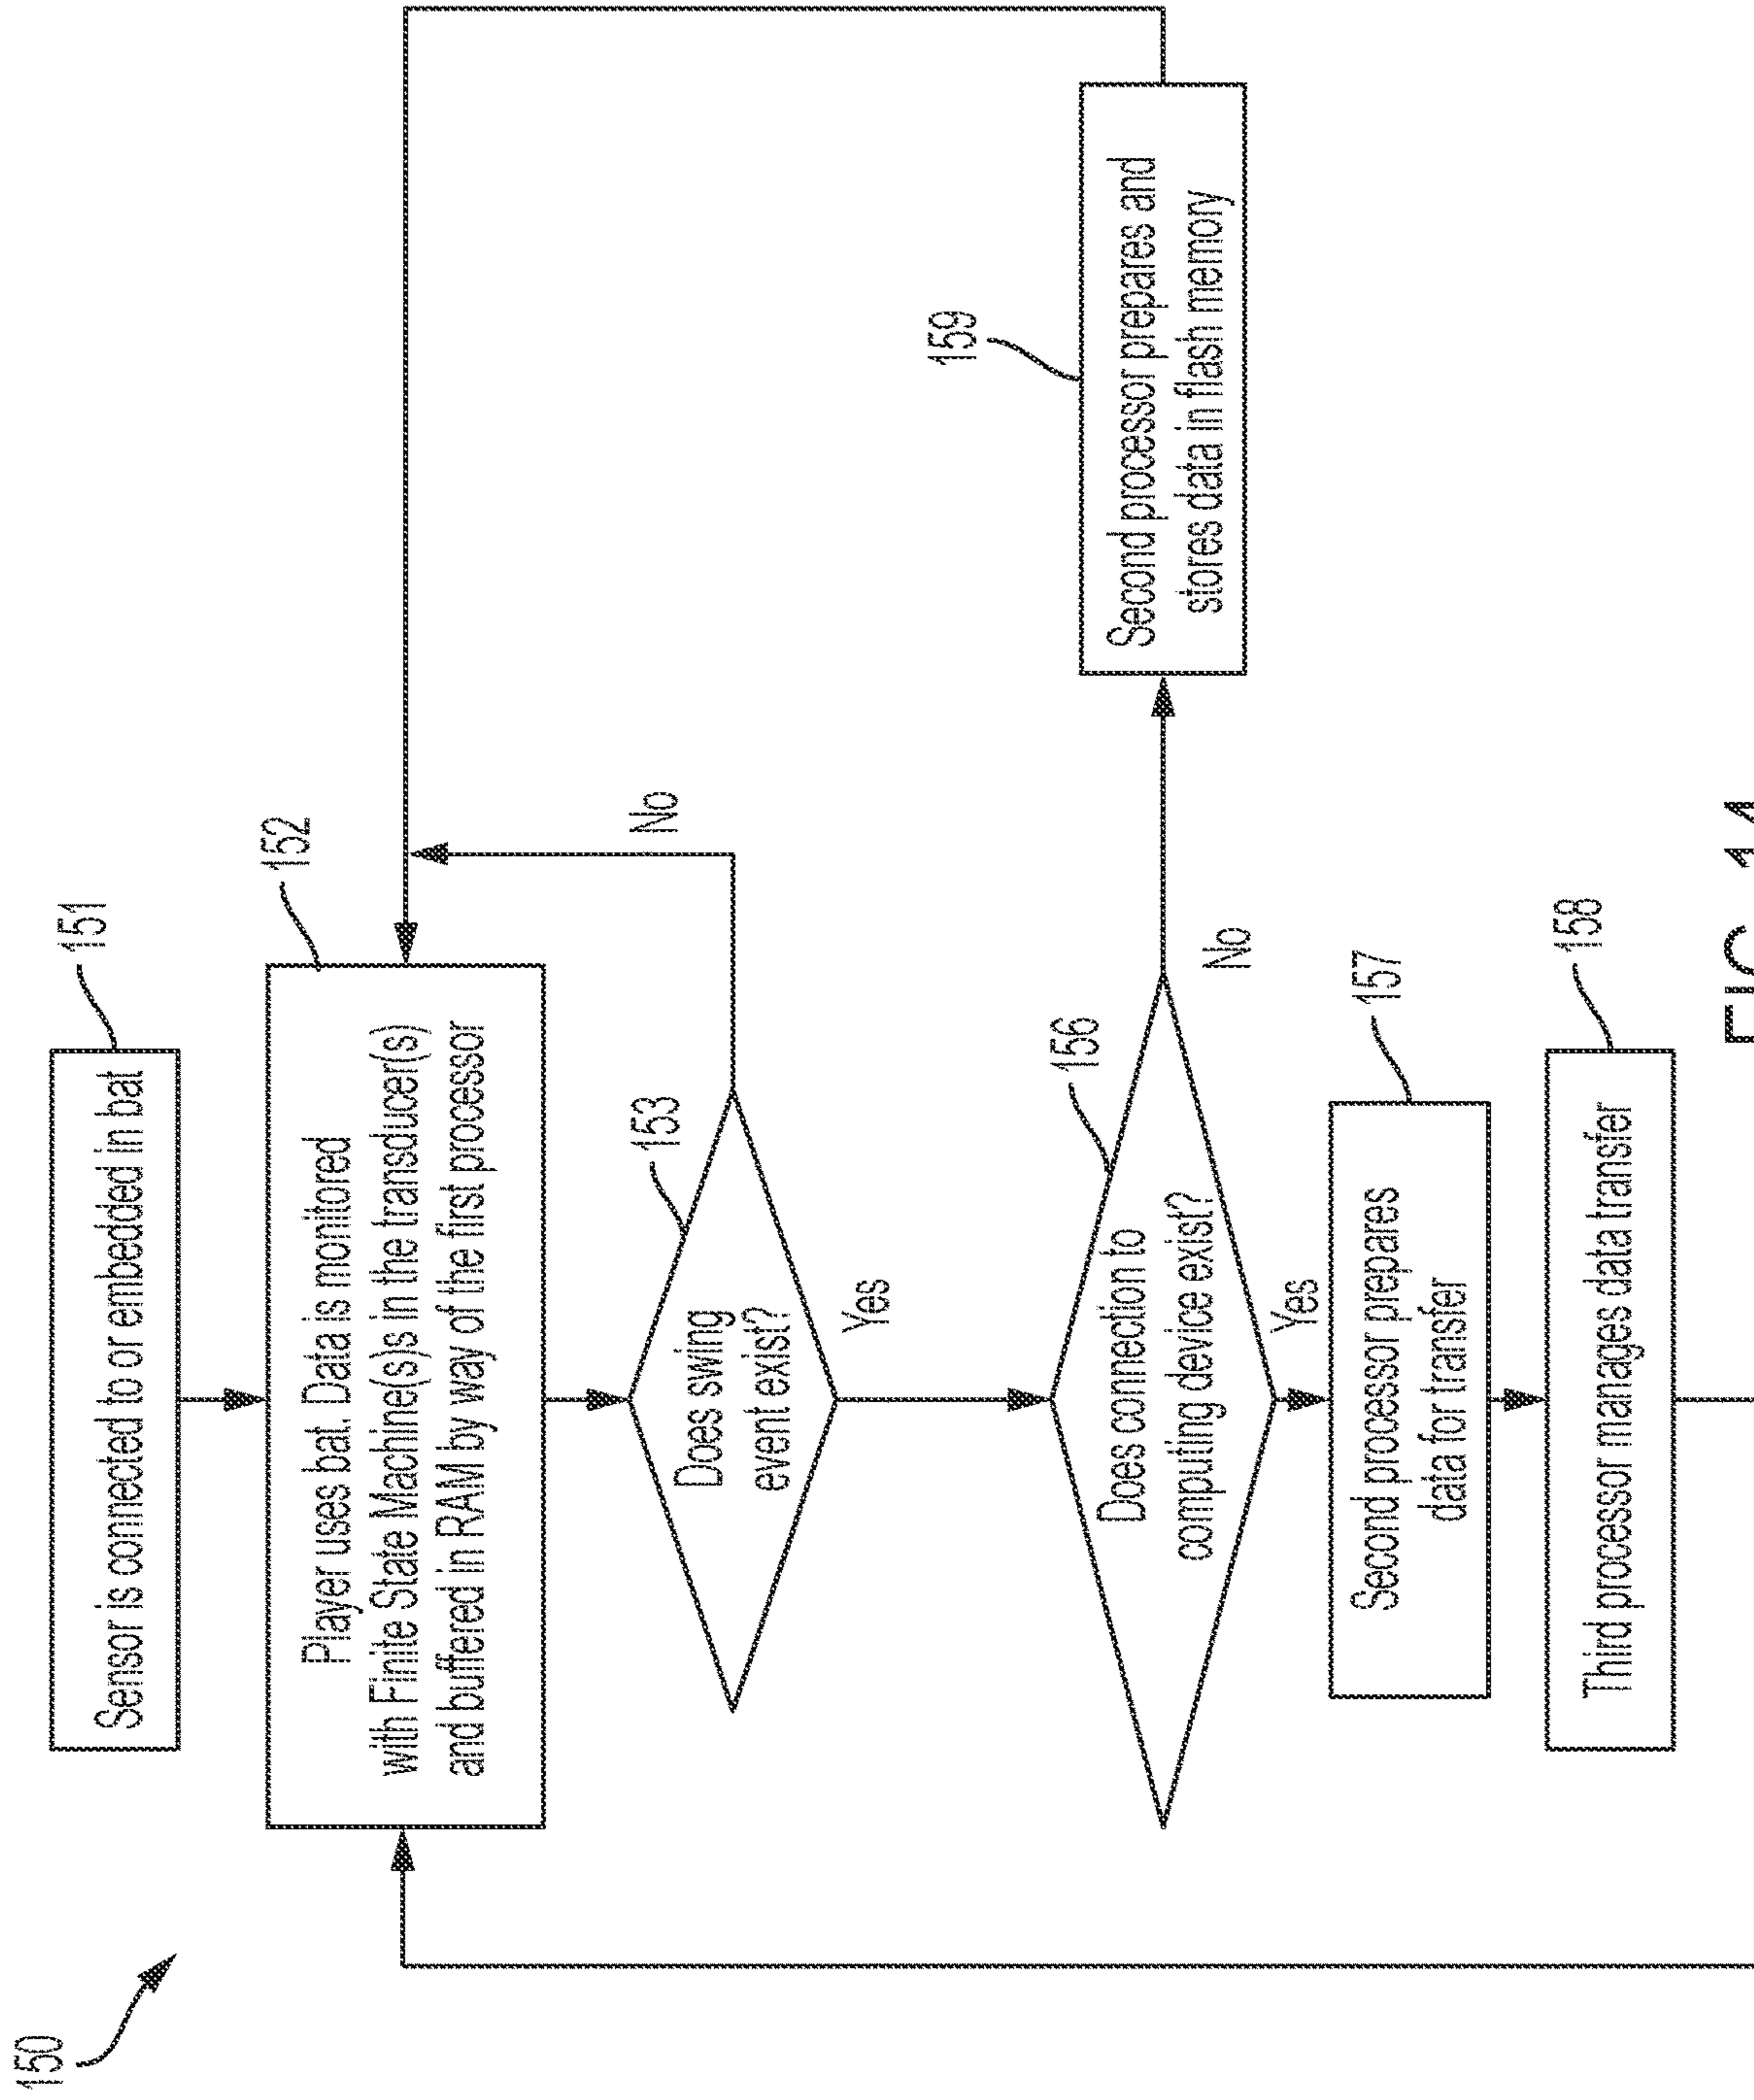 150
151
Sensor is connected to or embedded in bat
152
Player uses bat. Data is monitored
with Finite State Machine(s)s in the transducer(s)
and buffered in RAM by way of the first processor
153
Does swing
event exist?
No
Yes
156
Does connection to
computing device exist?
No
Yes
159
Second processor prepares and
stores data in flash memory
157
Second processor prepares
data for transfer
158
Third processor manages data transfer